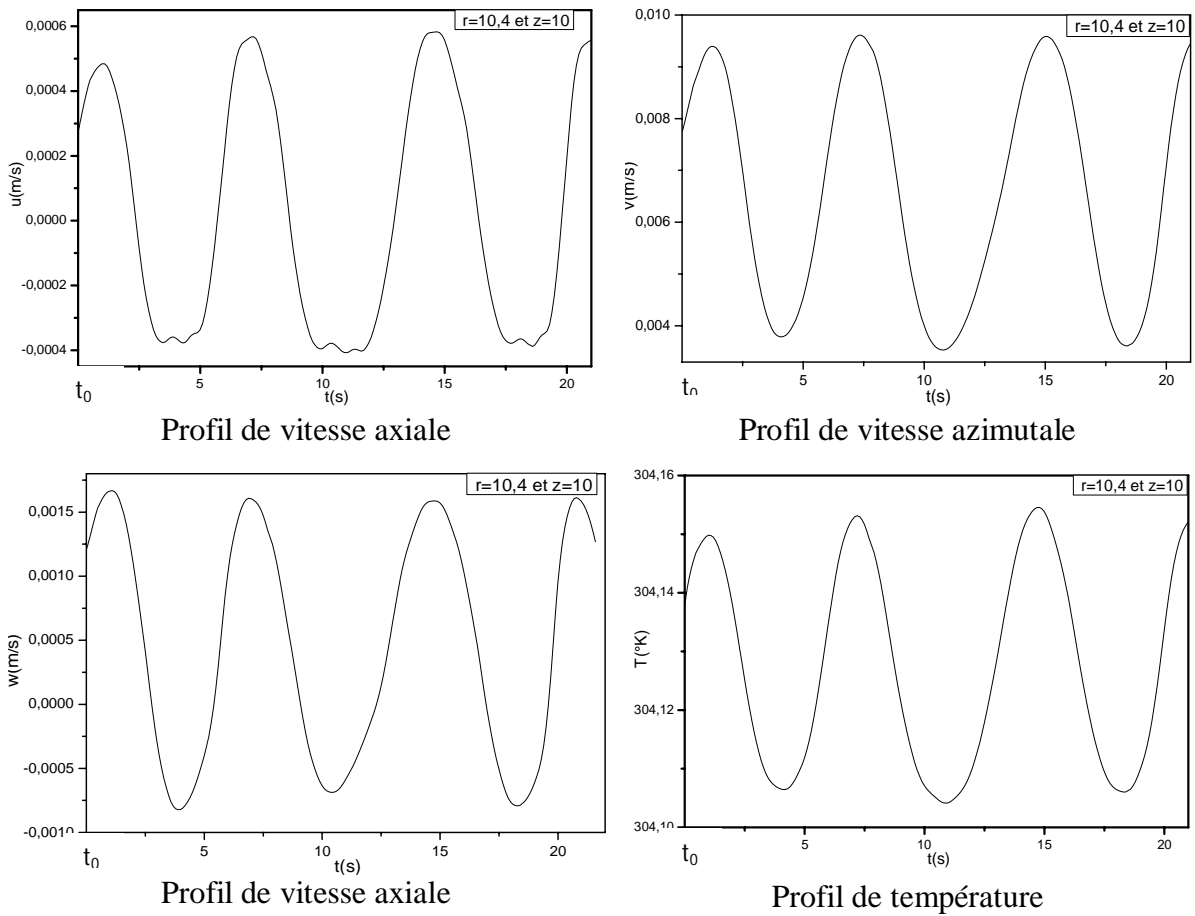 0,0006
0,0004
0,0002
0,0000
-0,0002
-0,0004
u(m/s)
r=10,4 et z=10
t0
5
10
15
20
t(s)
Profil de vitesse axiale
0,010
0,008
0,006
0,004
v(m/s)
r=10,4 et z=10
t0
5
10
15
20
t(s)
Profil de vitesse azimutale
0,0015
0,0010
0,0005
0,0000
-0,0005
-0,0010
w(m/s)
r=10,4 et z=10
t0
5
10
15
20
t(s)
Profil de vitesse axiale
304,16
304,14
304,12
304,10
T(°K)
r=10,4 et z=10
t0
5
10
15
20
t(s)
Profil de température